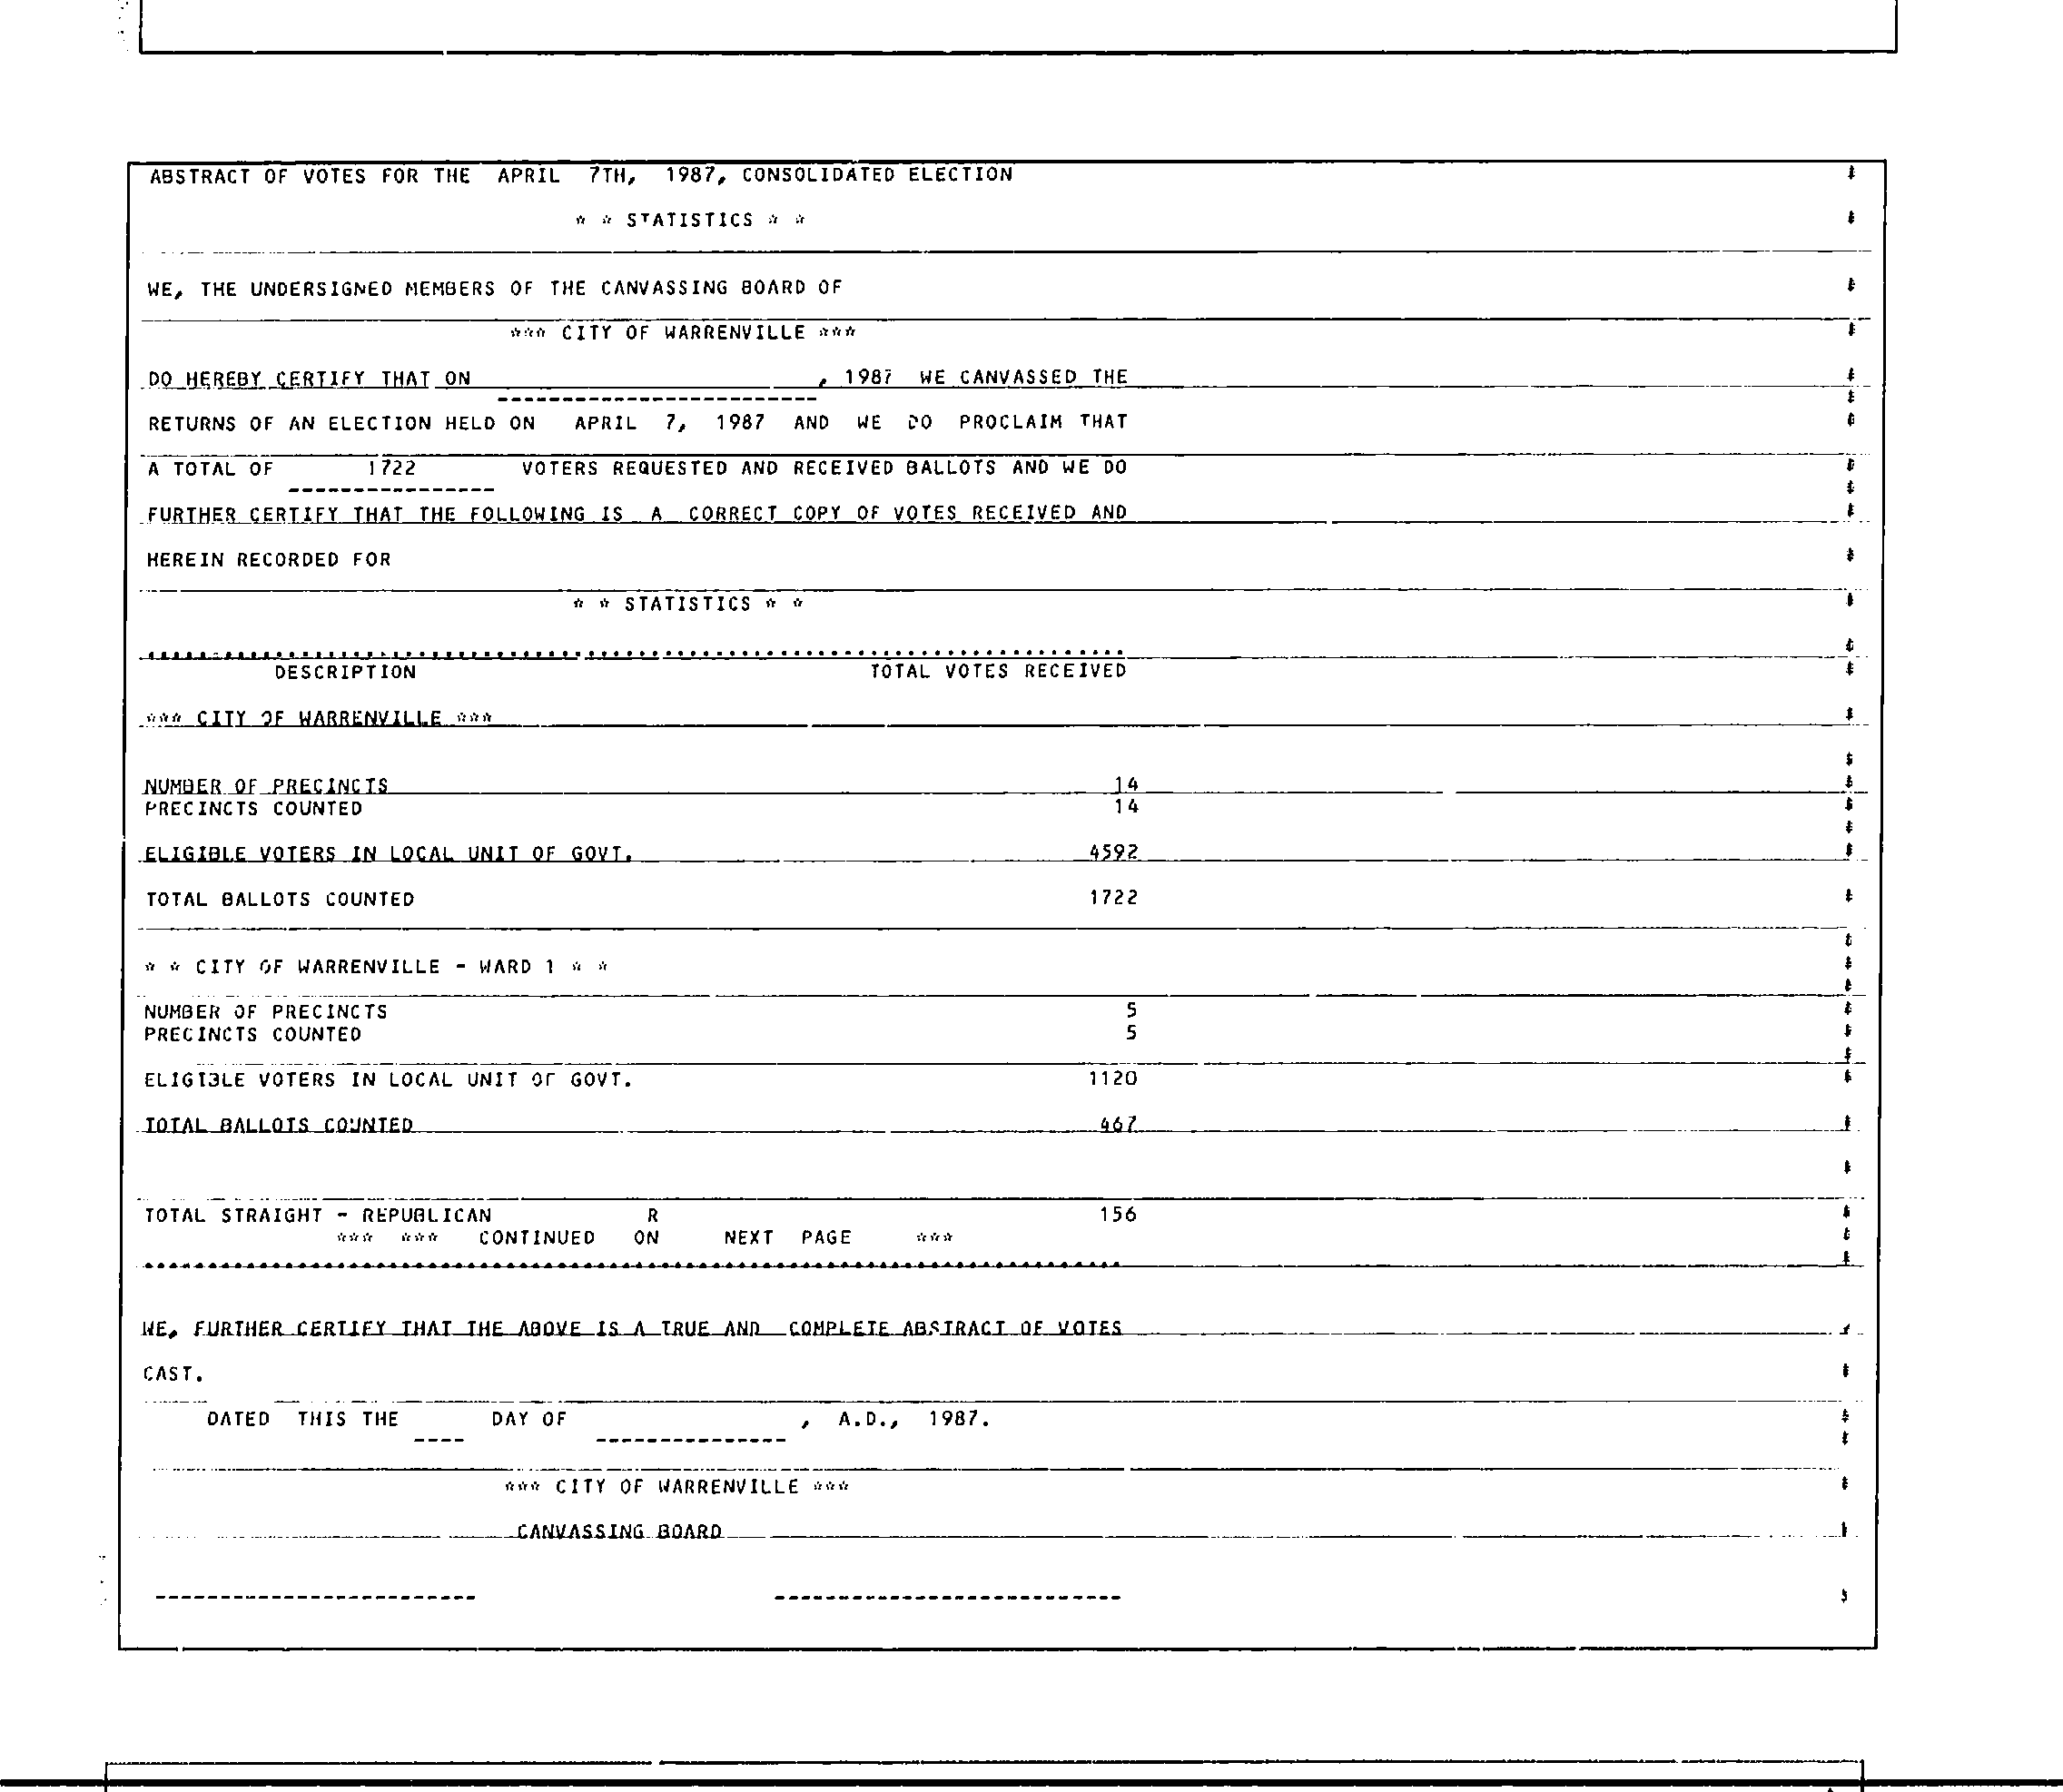 ABSTRACT OF VOTES FOR THE APRIL 7TH, 1987, CONSOLIDATED ELECTION
* * STATISTICS * *
WE, THE UNDERSIGNED MEMBERS OF THE CANVASSING BOARD OF
*** CITY OF WARRENVILLE ***
DO HEREBY CERTIFY THAT ON , 1987 WE CANVASSED THE
RETURNS OF AN ELECTION HELD ON APRIL 7, 1987 AND WE DO PROCLAIM THAT
A TOTAL OF 1722 VOTERS REQUESTED AND RECEIVED BALLOTS AND WE DO
FURTHER CERTIFY THAT THE FOLLOWING IS A CORRECT COPY OF VOTES RECEIVED AND
HEREIN RECORDED FOR
* * STATISTICS * *
DESCRIPTION TOTAL VOTES RECEIVED
*** CITY OF WARRENVILLE ***
NUMBER OF PRECINCTS 14
PRECINCTS COUNTED 14
ELIGIBLE VOTERS IN LOCAL UNIT OF GOVT. 4592
TOTAL BALLOTS COUNTED 1722
* * CITY OF WARRENVILLE - WARD 1 * *
NUMBER OF PRECINCTS 5
PRECINCTS COUNTED 5
ELIGIBLE VOTERS IN LOCAL UNIT OF GOVT. 1120
TOTAL BALLOTS COUNTED 467
TOTAL STRAIGHT - REPUBLICAN R 156
*** *** CONTINUED ON NEXT PAGE ***
WE, FURTHER CERTIFY THAT THE ABOVE IS A TRUE AND COMPLETE ABSTRACT OF VOTES
CAST.
DATED THIS THE ____ DAY OF _______________ , A.D., 1987.
*** CITY OF WARRENVILLE ***
CANVASSING BOARD